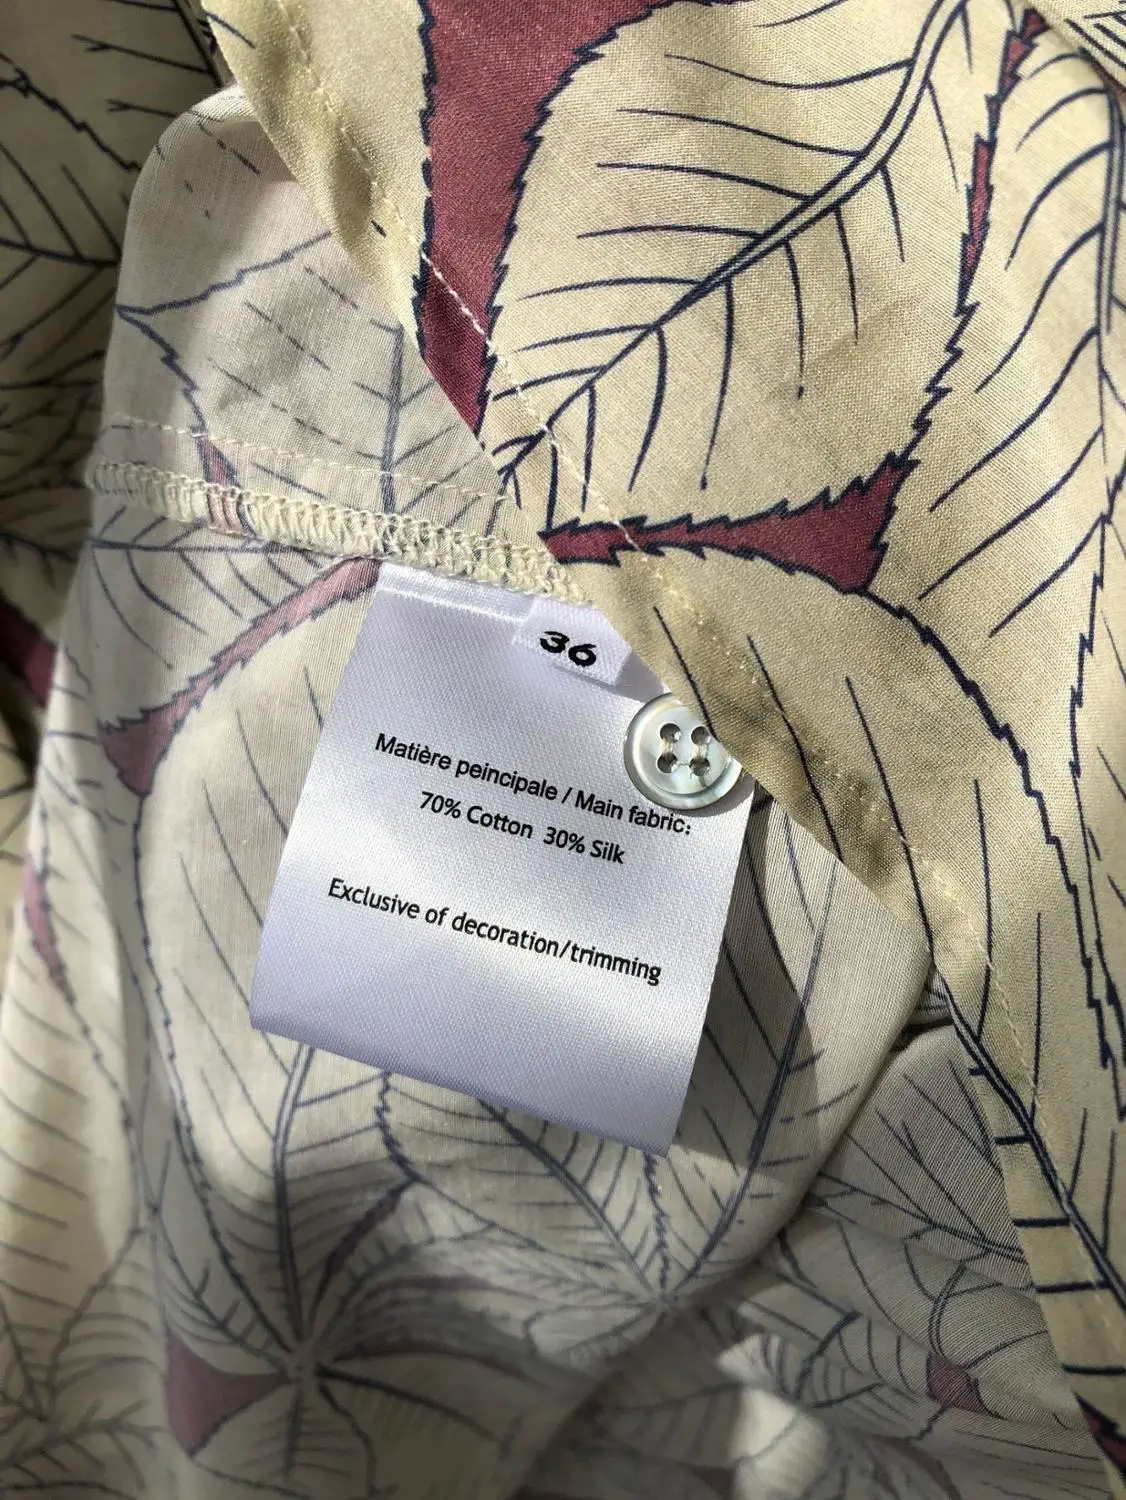 36
Matière peincipale / Main fabric:
70% Cotton 30% Silk
Exclusive of decoration/trimming